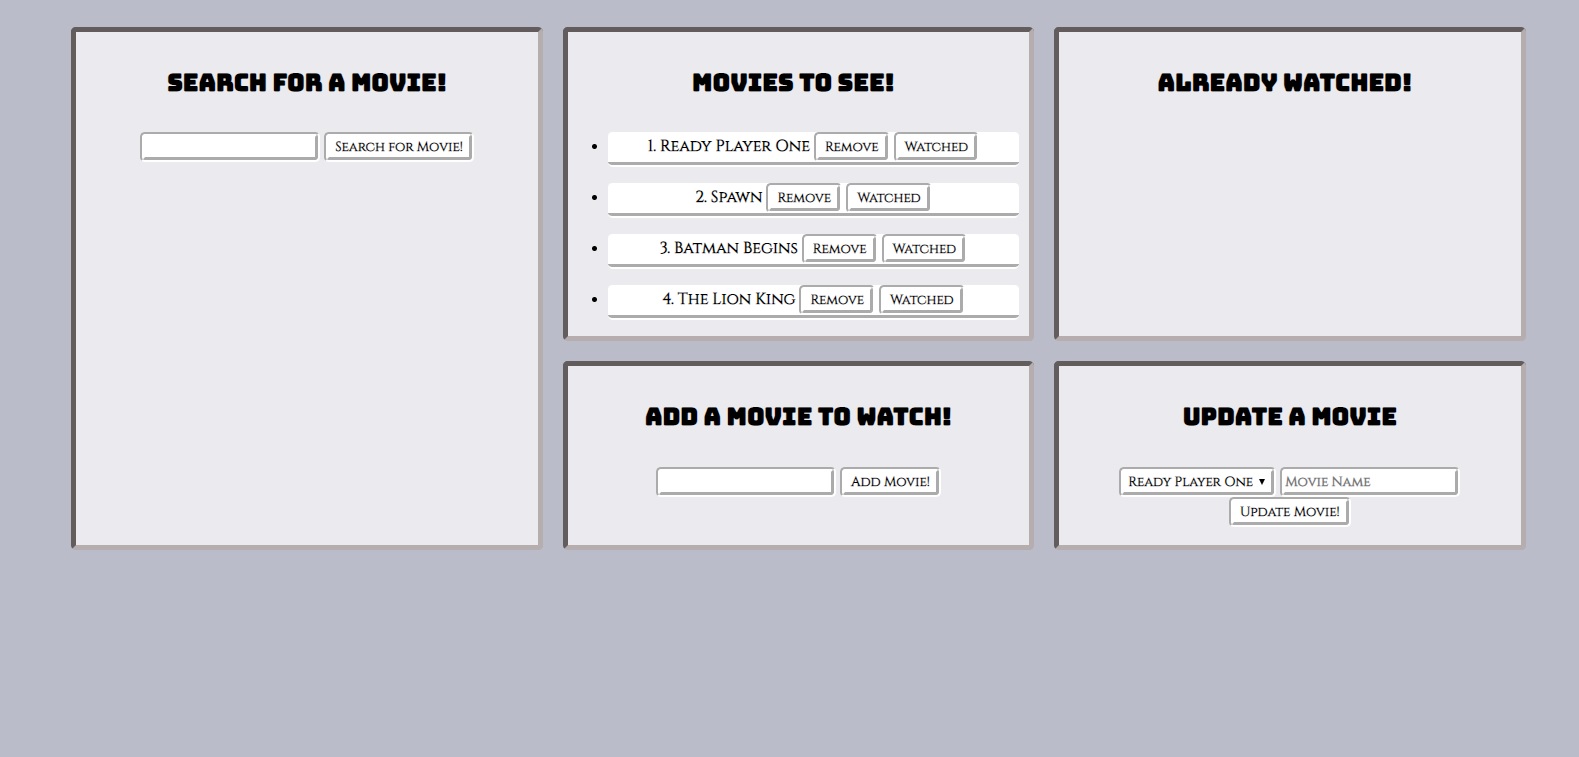 SEARCH FOR A MOVIE!
Search for Movie!
MOVIES TO SEE!
1. Ready Player One Remove Watched
2. Spawn Remove Watched
3. Batman Begins Remove Watched
4. The Lion King Remove Watched
ALREADY WATCHED!
ADD A MOVIE TO WATCH!
Add Movie!
UPDATE A MOVIE
Ready Player One Movie Name
Update Movie!